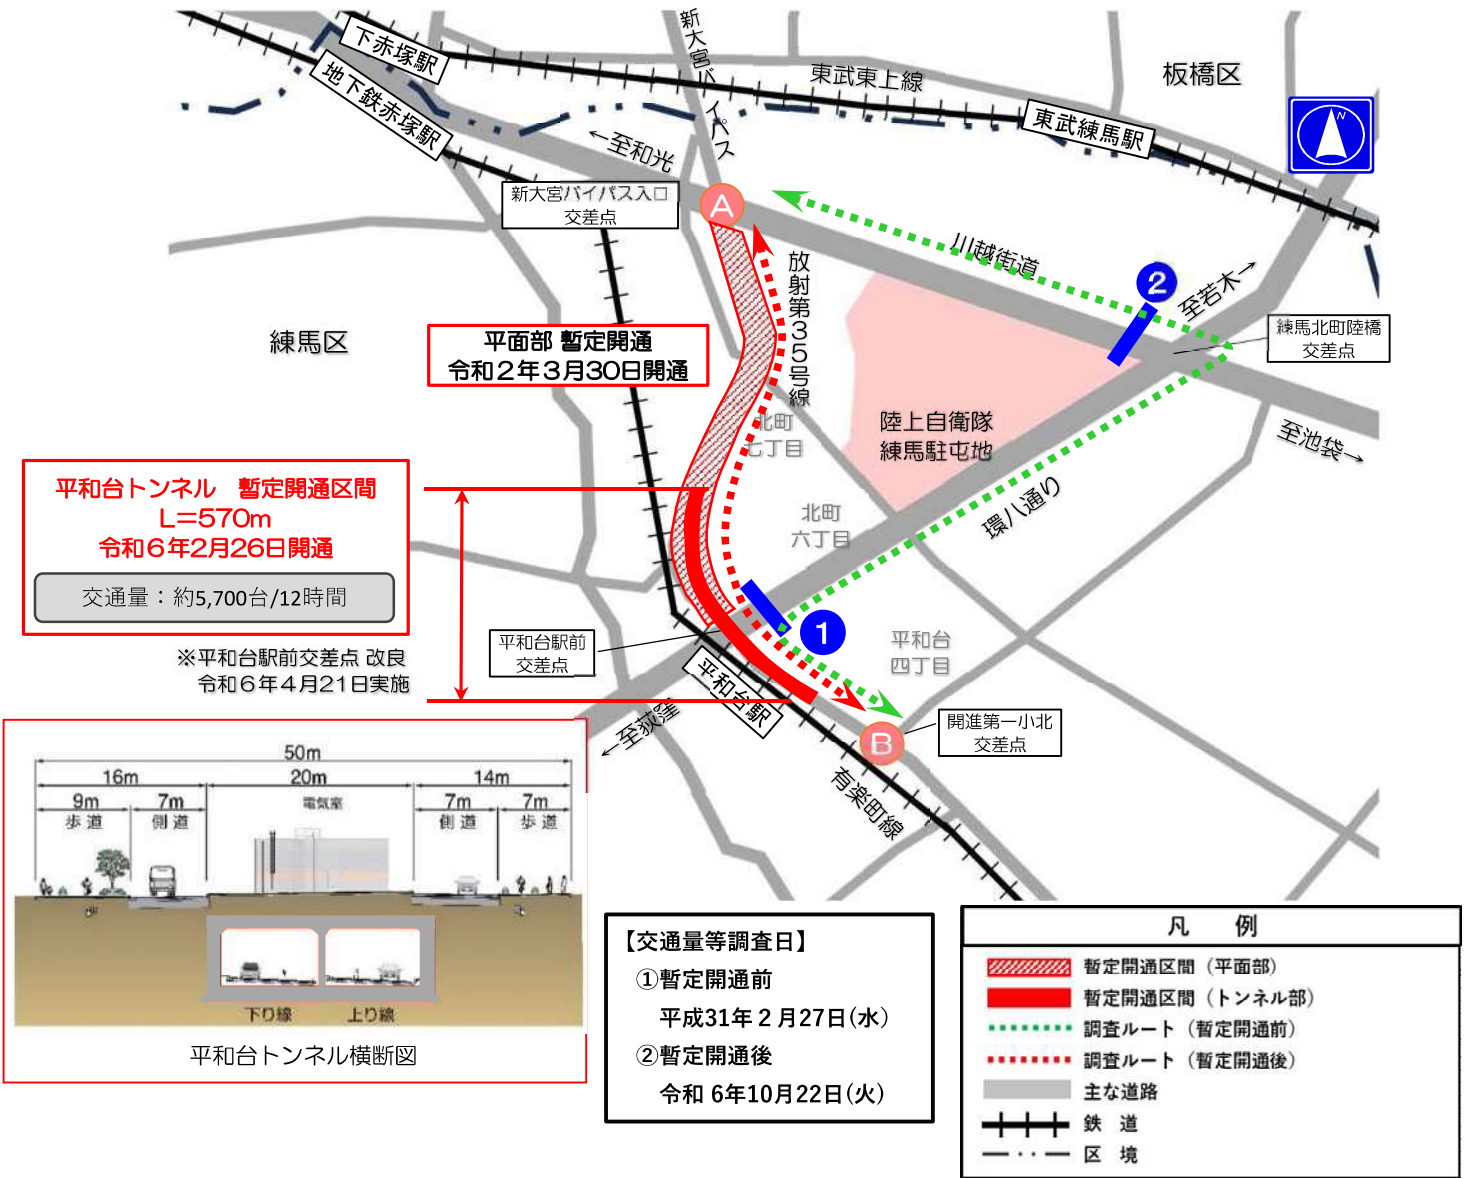 下赤塚駅
地下鉄赤塚駅
新大宮バイパス
東武東上線
板橋区
N
東武練馬駅
←至和光
新大宮バイパス入口
交差点
A
川越街道
2
至若木→
練馬北町陸橋
交差点
放射第35号線
練馬区
平面部 暫定開通
令和2年3月30日開通
北町
七丁目
陸上自衛隊
練馬駐屯地
至池袋→
平和台トンネル 暫定開通区間
L=570m
令和6年2月26日開通
交通量：約5,700台/12時間
北町
六丁目
環八通り
※平和台駅前交差点 改良
令和6年4月21日実施
平和台駅前
交差点
1
平和台
四丁目
平和台駅
←至荻窪
B
開進第一小北
交差点
有楽町線
50m
16m 20m 14m
9m 7m 電気室 7m 7m
歩道 側道 側道 歩道
下り線 上り線
平和台トンネル横断図
【交通量等調査日】
①暫定開通前
平成31年2月27日(水)
②暫定開通後
令和 6年10月22日(火)
凡 例
暫定開通区間（平面部）
暫定開通区間（トンネル部）
調査ルート（暫定開通前）
調査ルート（暫定開通後）
主な道路
鉄 道
区 境